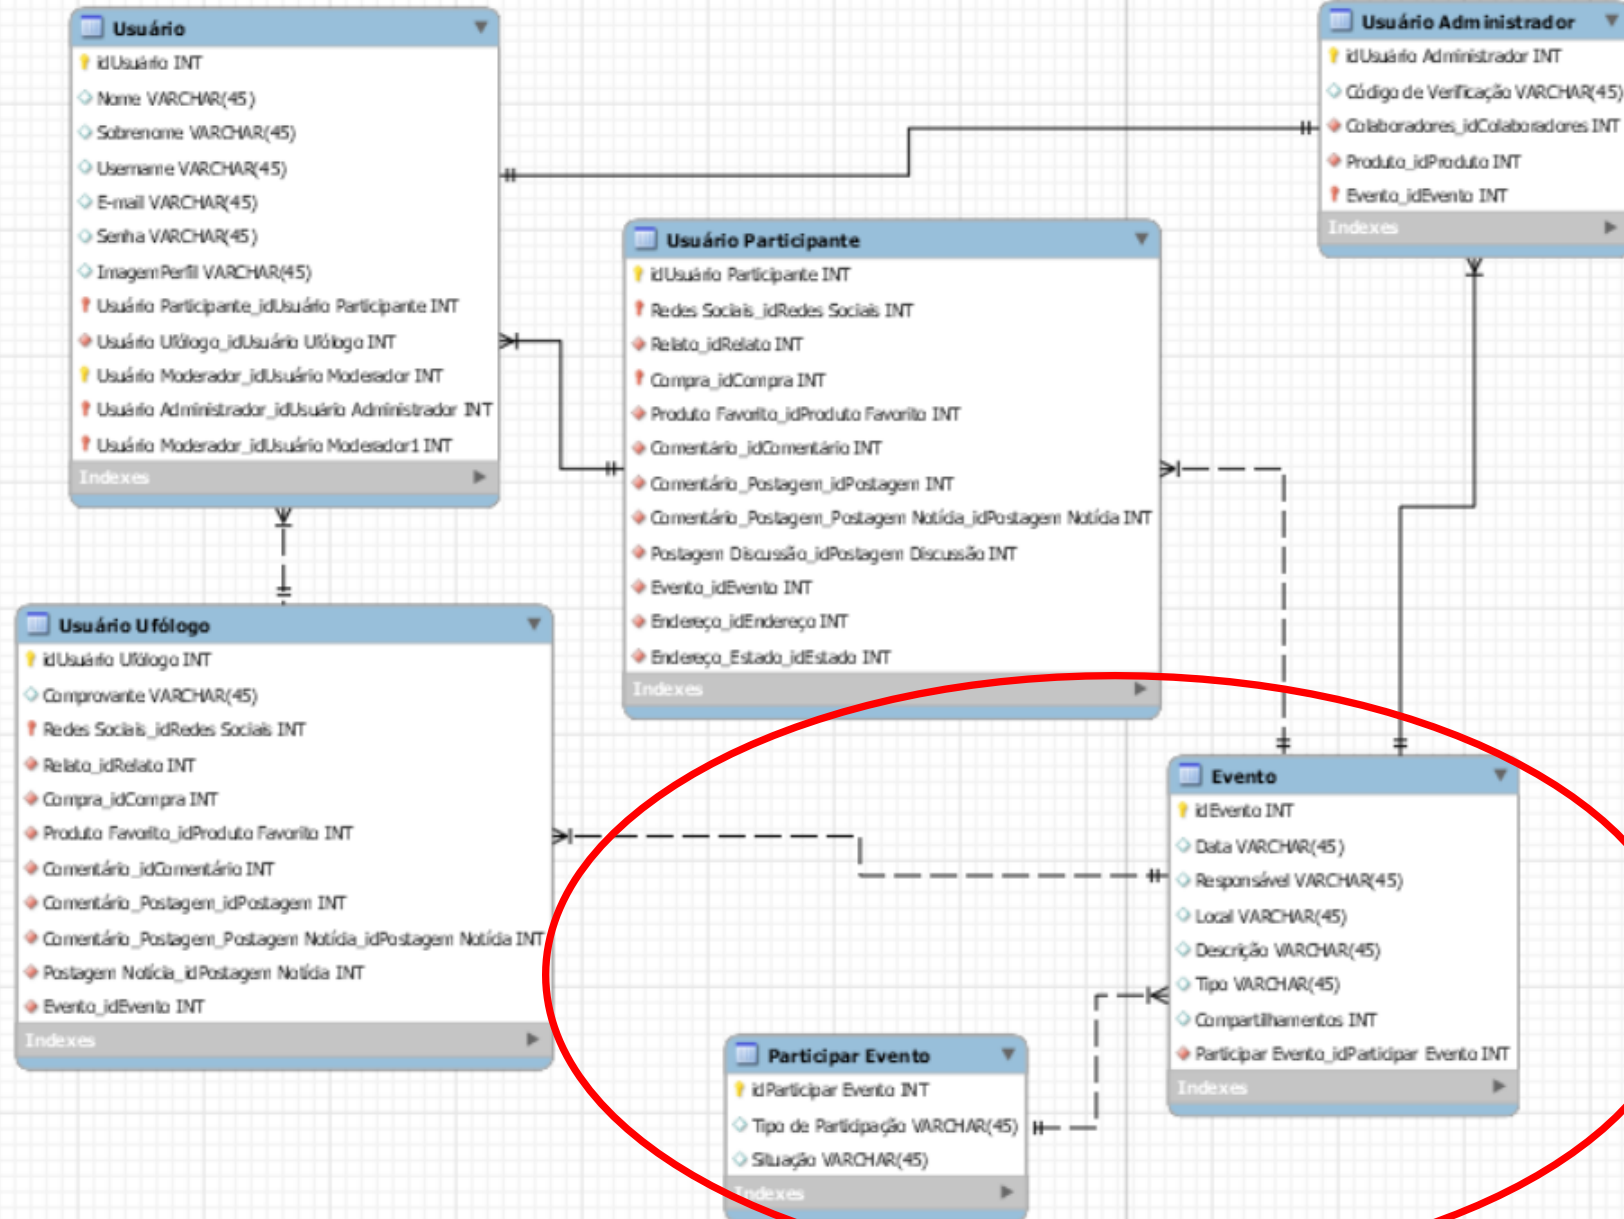 Usuário
idUsuário INT
Nome VARCHAR(45)
Sobrenome VARCHAR(45)
Username VARCHAR(45)
E-mail VARCHAR(45)
Senha VARCHAR(45)
ImagemPerfil VARCHAR(45)
Usuário Participante_idUsuário Participante INT
Usuário Ufólogo_idUsuário Ufólogo INT
Usuário Moderador_idUsuário Moderador INT
Usuário Administrador_idUsuário Administrador INT
Usuário Moderador_idUsuário Moderador1 INT
Indexes
Usuário Administrador
idUsuário Administrador INT
Código de Verificação VARCHAR(45)
Colaboradores_idColaboradores INT
Produto_idProduto INT
Evento_idEvento INT
Indexes
Usuário Participante
idUsuário Participante INT
Redes Sociais_idRedes Sociais INT
Relato_idRelato INT
Compra_idCompra INT
Produto Favorito_idProduto Favorito INT
Comentário_idComentário INT
Comentário_Postagem_idPostagem INT
Comentário_Postagem_Postagem Notícia_idPostagem Notícia INT
Postagem Discussão_idPostagem Discussão INT
Evento_idEvento INT
Endereço_idEndereço INT
Endereço_Estado_idEstado INT
Indexes
Usuário Ufólogo
idUsuário Ufólogo INT
Comprovante VARCHAR(45)
Redes Sociais_idRedes Sociais INT
Relato_idRelato INT
Compra_idCompra INT
Produto Favorito_idProduto Favorito INT
Comentário_idComentário INT
Comentário_Postagem_idPostagem INT
Comentário_Postagem_Postagem Notícia_idPostagem Notícia INT
Postagem Notícia_idPostagem Notícia INT
Evento_idEvento INT
Indexes
Evento
idEvento INT
Data VARCHAR(45)
Responsável VARCHAR(45)
Local VARCHAR(45)
Descrição VARCHAR(45)
Tipo VARCHAR(45)
Compartilhamentos INT
Participar Evento_idParticipar Evento INT
Indexes
Participar Evento
idParticipar Evento INT
Tipo de Participação VARCHAR(45)
Situação VARCHAR(45)
Indexes